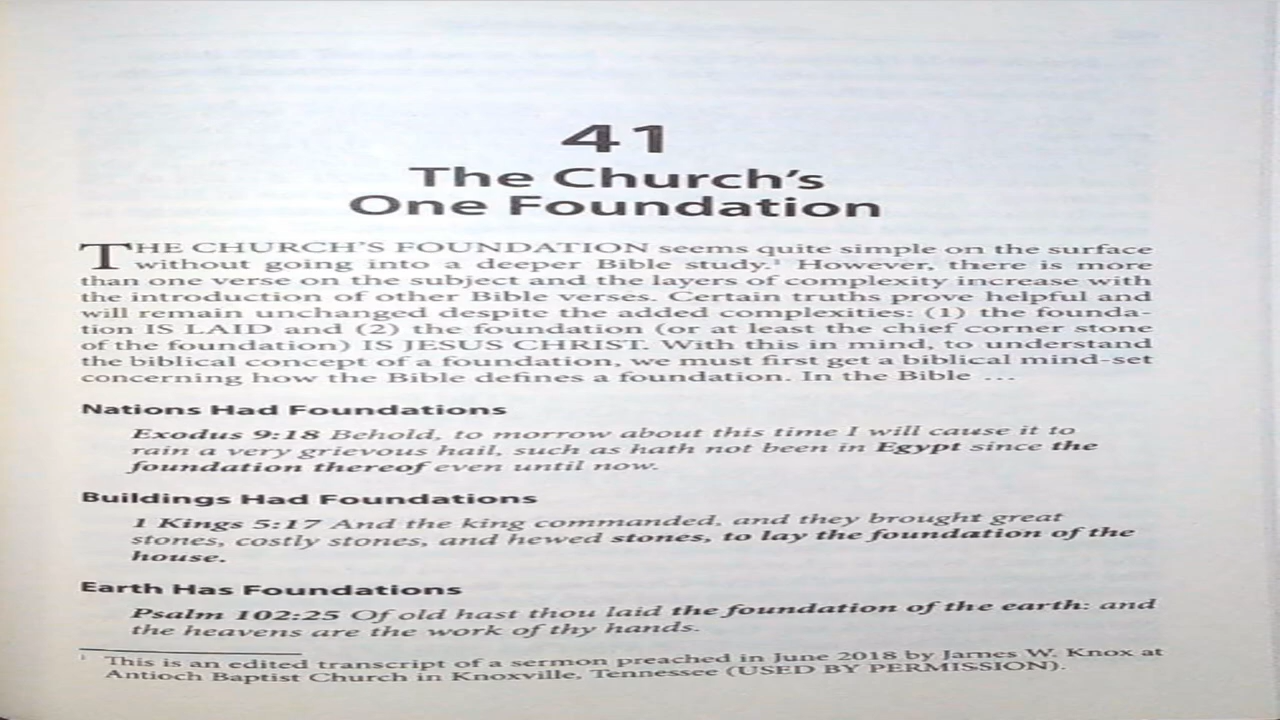 41
The Church's
One Foundation
THE CHURCH'S FOUNDATION seems quite simple on the surface
without going into a deeper Bible study.¹ However, there is more
than one verse on the subject and the layers of complexity increase with
the introduction of other Bible verses. Certain truths prove helpful and
will remain unchanged despite the added complexities: (1) the founda-
tion IS LAID and (2) the foundation (or at least the chief corner stone
of the foundation) IS JESUS CHRIST. With this in mind, to understand
the biblical concept of a foundation, we must first get a biblical mind-set
concerning how the Bible defines a foundation. In the Bible ...
Nations Had Foundations
Exodus 9:18 Behold, to morrow about this time I will cause it to
rain a very grievous hail, such as hath not been in Egypt since the
foundation thereof even until now.
Buildings Had Foundations
1 Kings 5:17 And the king commanded, and they brought great
stones, costly stones, and hewed stones, to lay the foundation of the
house.
Earth Has Foundations
Psalm 102:25 Of old hast thou laid the foundation of the earth: and
the heavens are the work of thy hands.
¹ This is an edited transcript of a sermon preached in June 2018 by James W. Knox at
Antioch Baptist Church in Knoxville, Tennessee (USED BY PERMISSION).